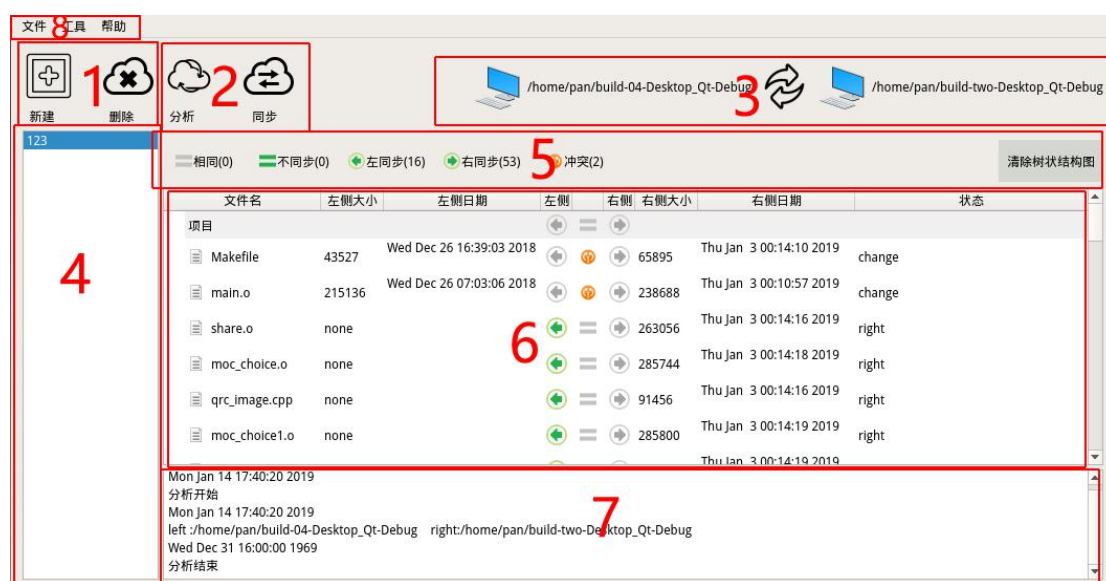 文件 8 工具 帮助
1 2 3
/home/pan/build-04-Desktop_Qt-Debug /home/pan/build-two-Desktop_Qt-Debug
新建 删除 分析 同步
123
相同(0) 不同步(0) 左同步(16) 右同步(53) 5 冲突(2) 清除树状结构图
文件名 左侧大小 左侧日期 左侧 右侧 右侧大小 右侧日期 状态
项目
Makefile 43527 Wed Dec 26 16:39:03 2018 65895 Thu Jan 3 00:14:10 2019 change
4
main.o 215136 Wed Dec 26 07:03:06 2018 238688 Thu Jan 3 00:10:57 2019 change
share.o none 263056 Thu Jan 3 00:14:16 2019 right
6
moc_choice.o none 285744 Thu Jan 3 00:14:18 2019 right
qrc_image.cpp none 91456 Thu Jan 3 00:14:16 2019 right
moc_choice1.o none 285800 Thu Jan 3 00:14:19 2019 right
Thu Jan 3 00:14:19 2019
Mon Jan 14 17:40:20 2019
分析开始
7
Mon Jan 14 17:40:20 2019
left :/home/pan/build-04-Desktop_Qt-Debug right:/home/pan/build-two-Desktop_Qt-Debug
Wed Dec 31 16:00:00 1969
分析结束